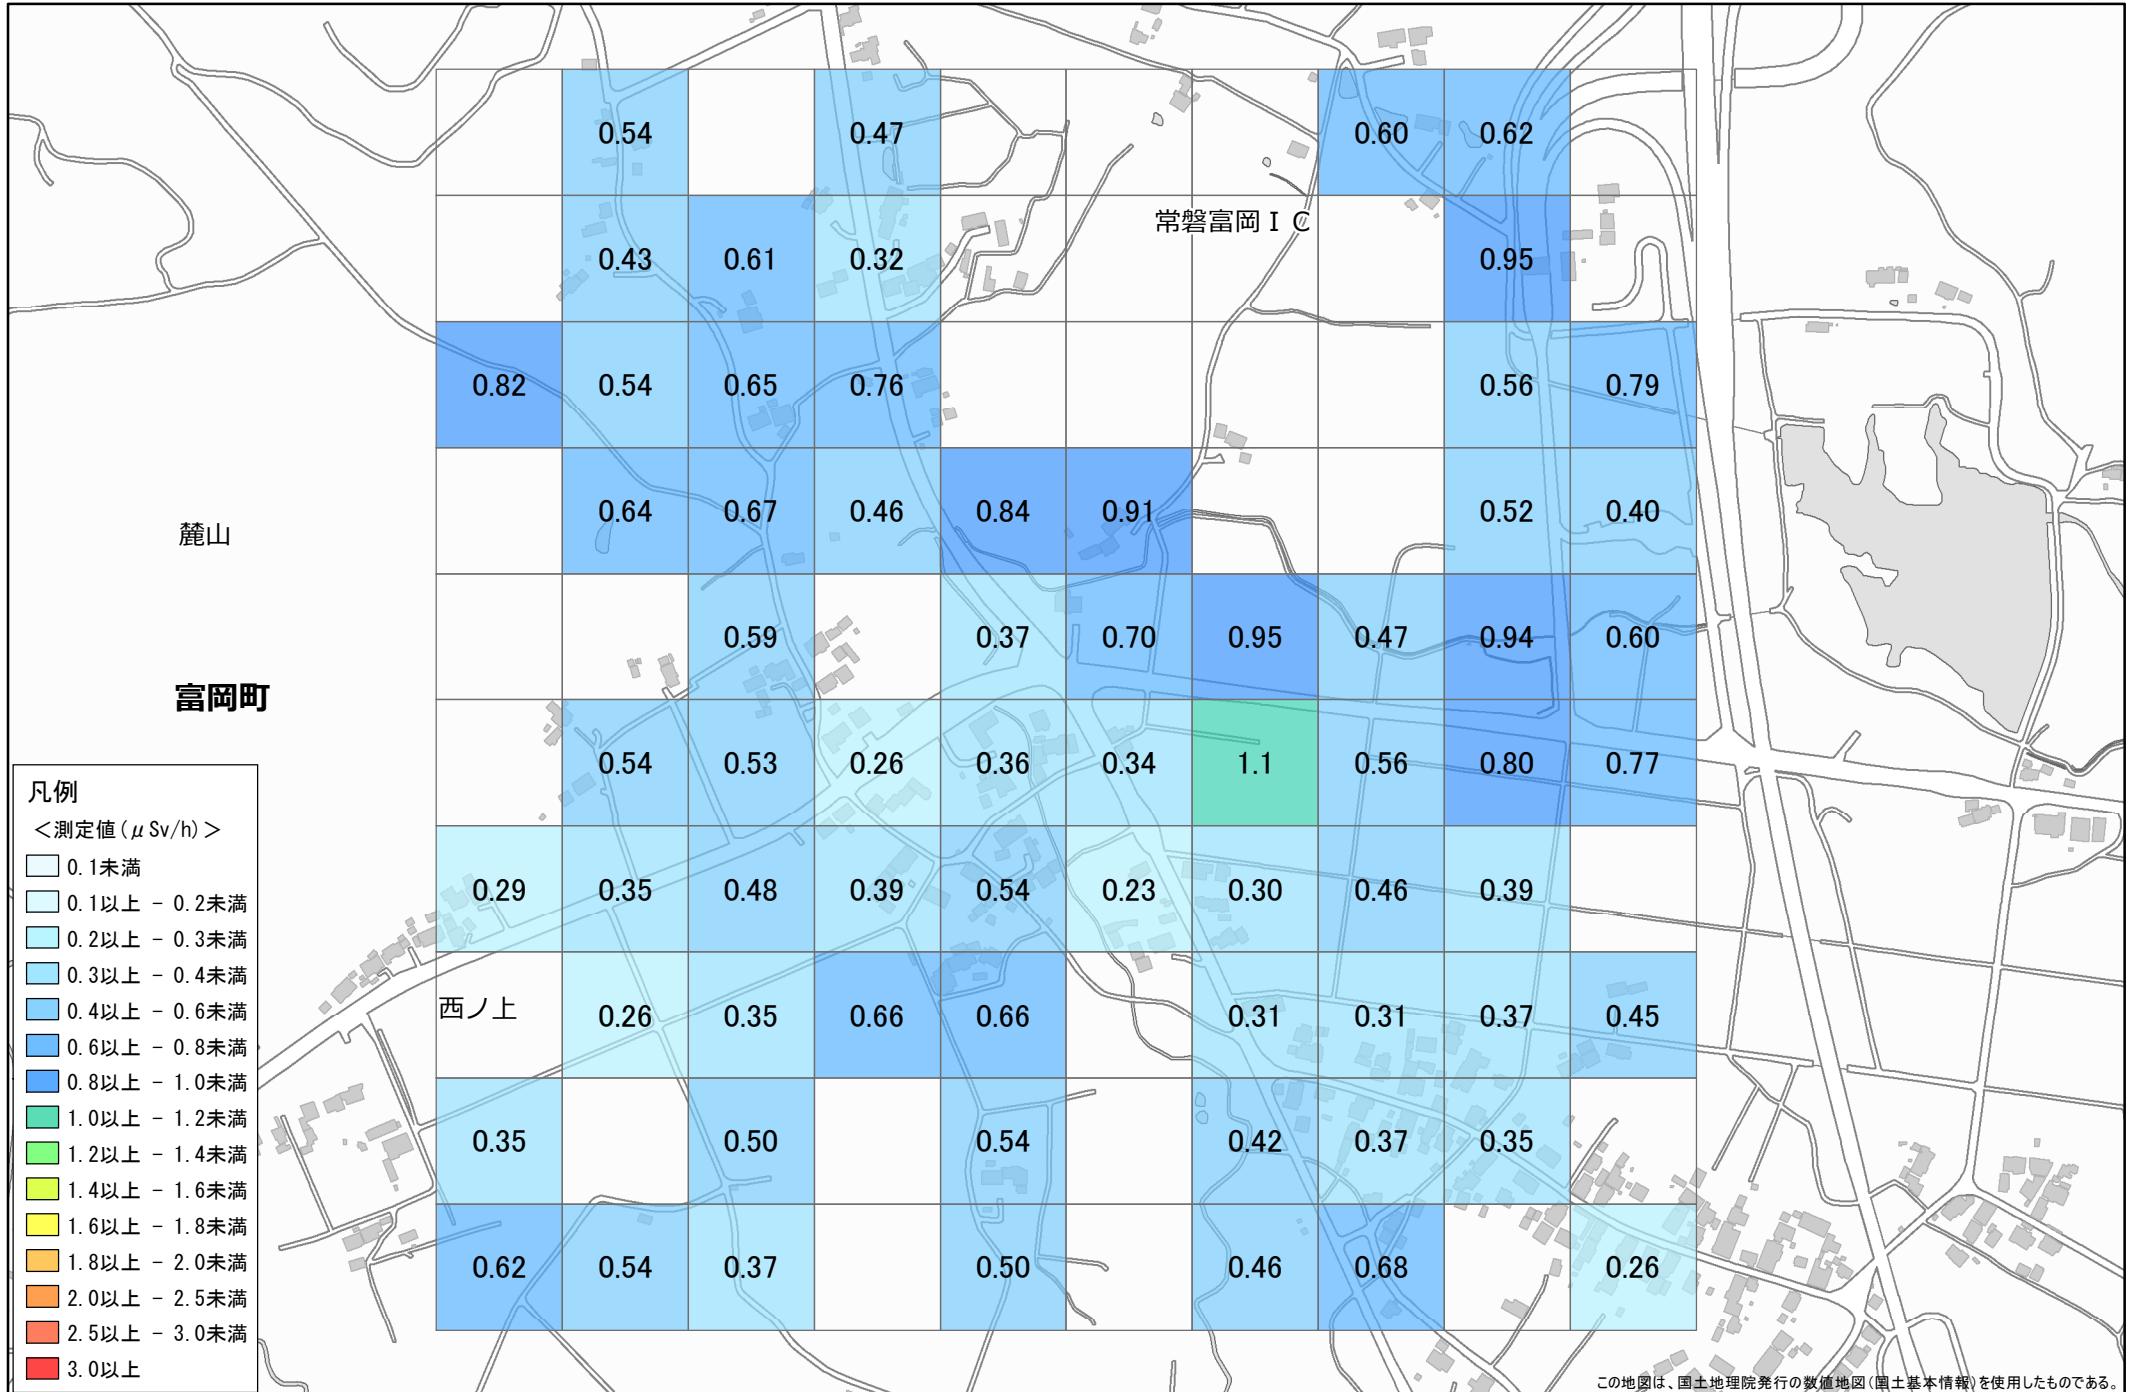 0.54 0.47 0.60 0.62
常磐富岡ＩＣ
0.43 0.61 0.32 0.95
0.82 0.54 0.65 0.76 0.56 0.79
0.64 0.67 0.46 0.84 0.91 0.52 0.40
麓山
0.59 0.37 0.70 0.95 0.47 0.94 0.60
富岡町
0.54 0.53 0.26 0.36 0.34 1.1 0.56 0.80 0.77
0.29 0.35 0.48 0.39 0.54 0.23 0.30 0.46 0.39
西ノ上
0.26 0.35 0.66 0.66 0.31 0.31 0.37 0.45
0.35 0.50 0.54 0.42 0.37 0.35
0.62 0.54 0.37 0.50 0.46 0.68 0.26
凡例
＜測定値(μSv/h)＞
0.1未満
0.1以上 - 0.2未満
0.2以上 - 0.3未満
0.3以上 - 0.4未満
0.4以上 - 0.6未満
0.6以上 - 0.8未満
0.8以上 - 1.0未満
1.0以上 - 1.2未満
1.2以上 - 1.4未満
1.4以上 - 1.6未満
1.6以上 - 1.8未満
1.8以上 - 2.0未満
2.0以上 - 2.5未満
2.5以上 - 3.0未満
3.0以上
この地図は、国土地理院発行の数値地図(国土基本情報)を使用したものである。